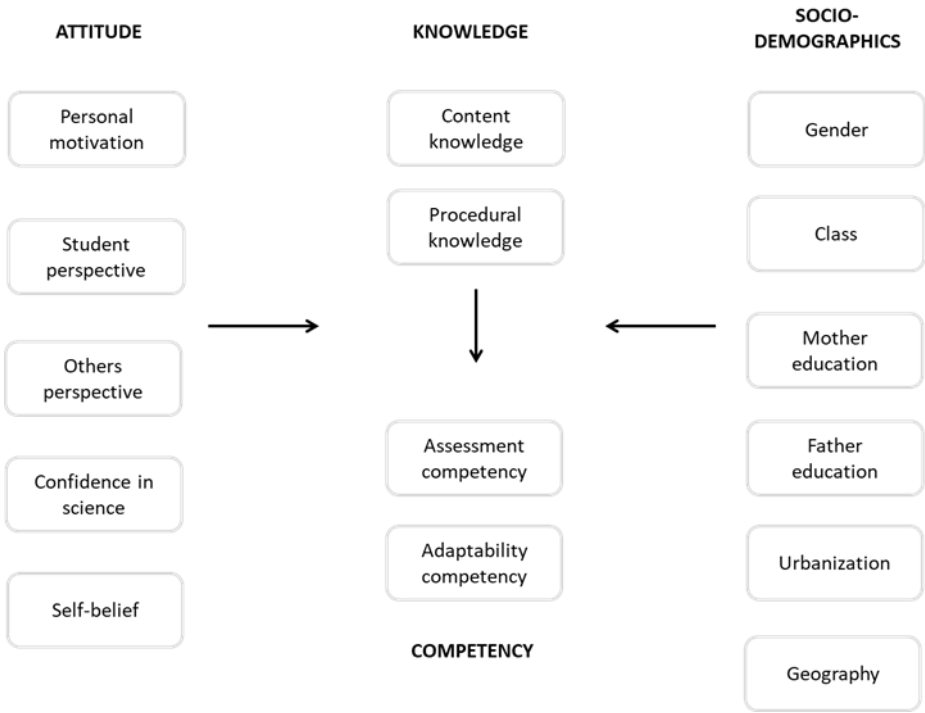 ATTITUDE
Personal
motivation
Student
perspective
Others
perspective
Confidence in
science
Self-belief
KNOWLEDGE
Content
knowledge
Procedural
knowledge
Assessment
competency
Adaptability
competency
COMPETENCY
SOCIO-
DEMOGRAPHICS
Gender
Class
Mother
education
Father
education
Urbanization
Geography